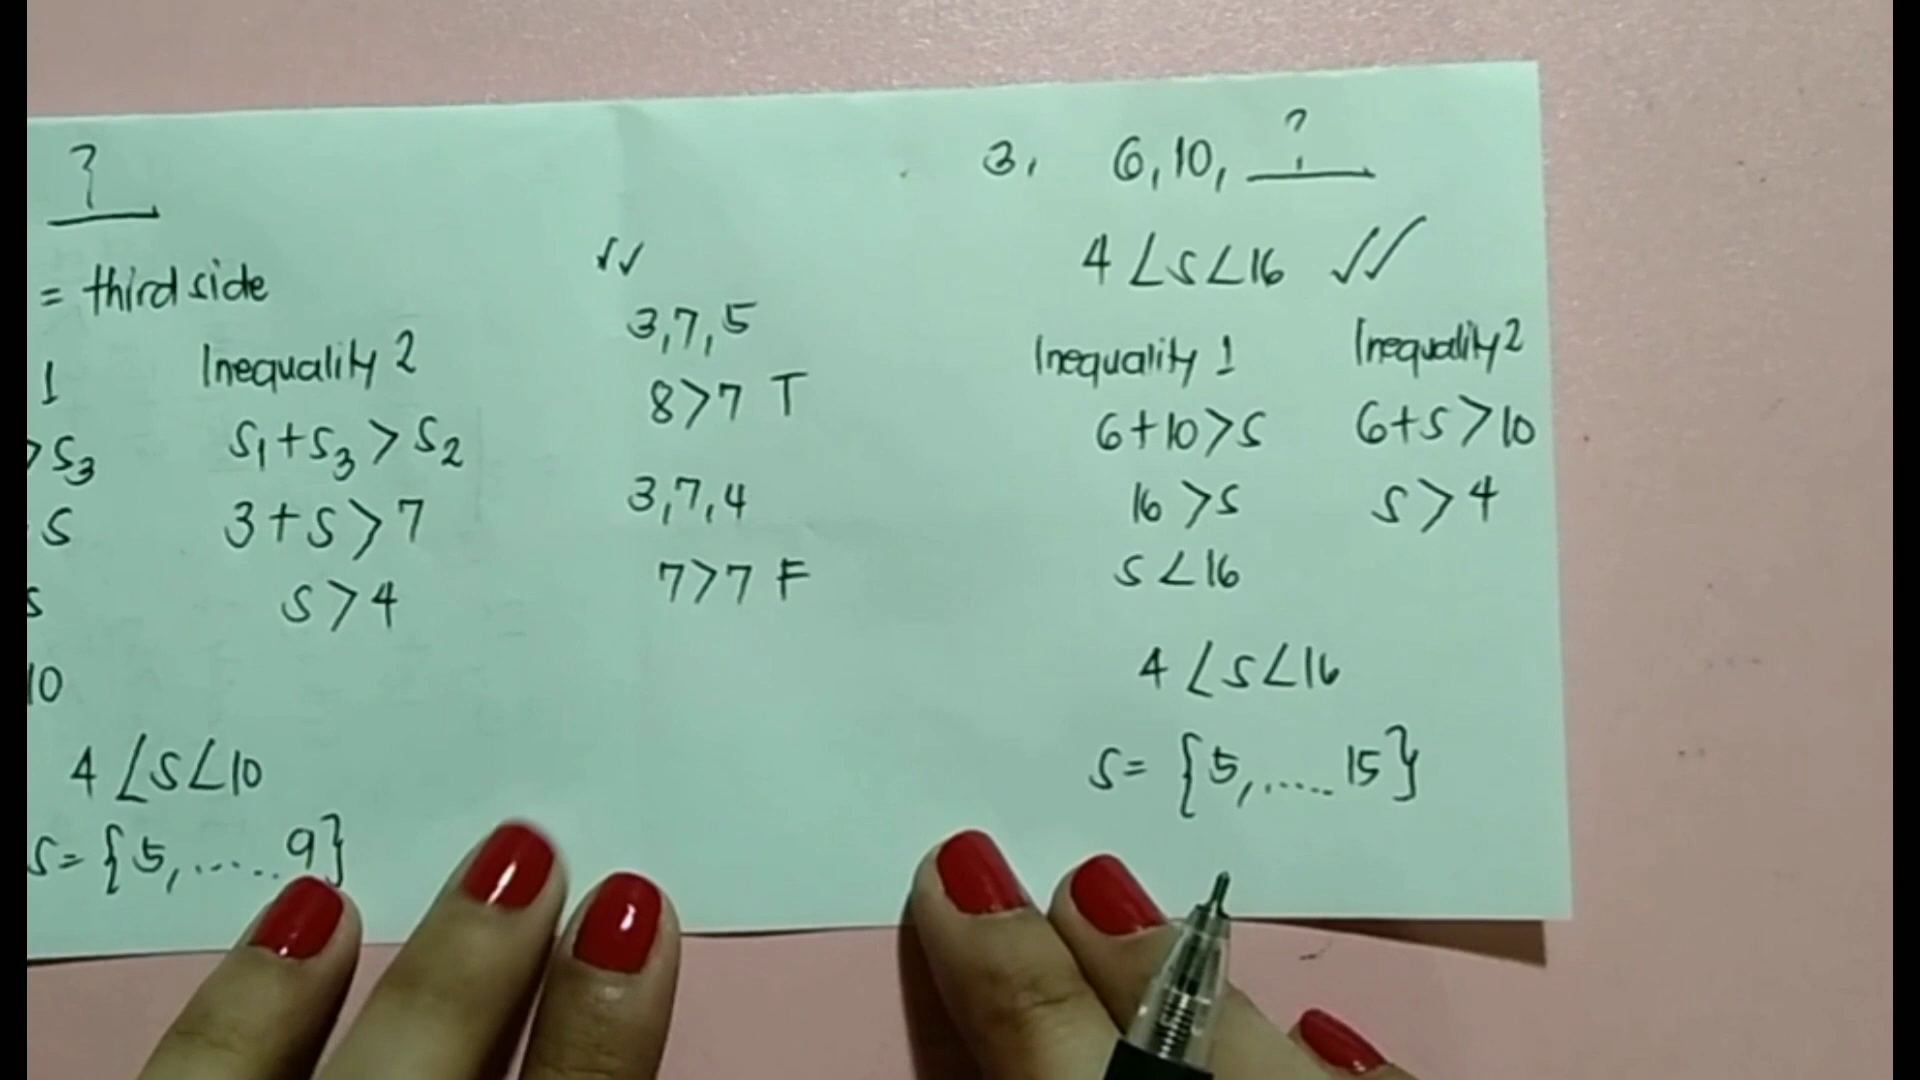 ?
= third side
1
Inequality 2
> S₃
S₁ + S₃ > S₂
S
3 + S > 7
S
S > 4
10
4 < S < 10
S = {5, ..... 9}
✓✓
3, 7, 5
8 > 7 T
3, 7, 4
7 > 7 F
3. 6, 10, ?
4 < S < 16 ✓✓
Inequality 1 Inequality 2
6 + 10 > S 6 + S > 10
16 > S S > 4
S < 16
4 < S < 16
S = {5, ..... 15}